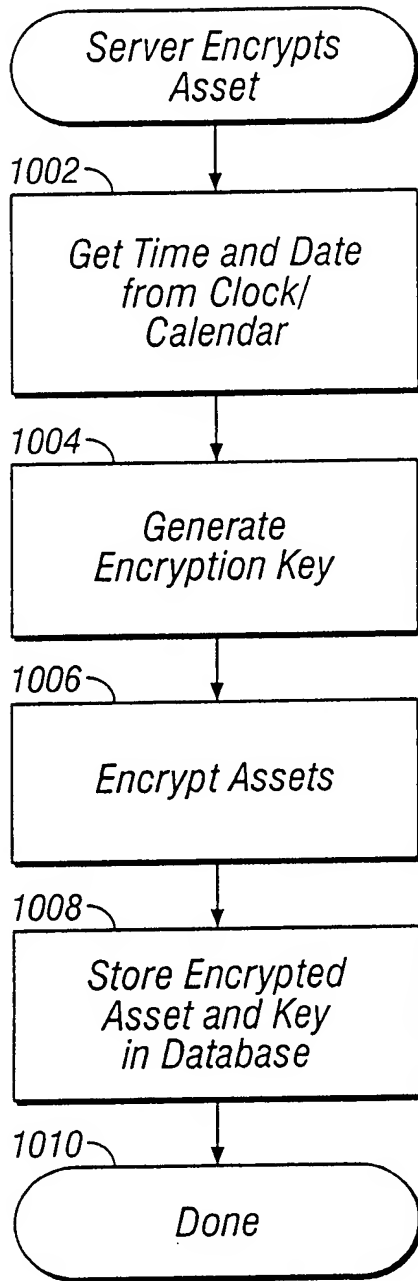 Server Encrypts
Asset
1002
Get Time and Date
from Clock/
Calendar
1004
Generate
Encryption Key
1006
Encrypt Assets
1008
Store Encrypted
Asset and Key
in Database
1010
Done